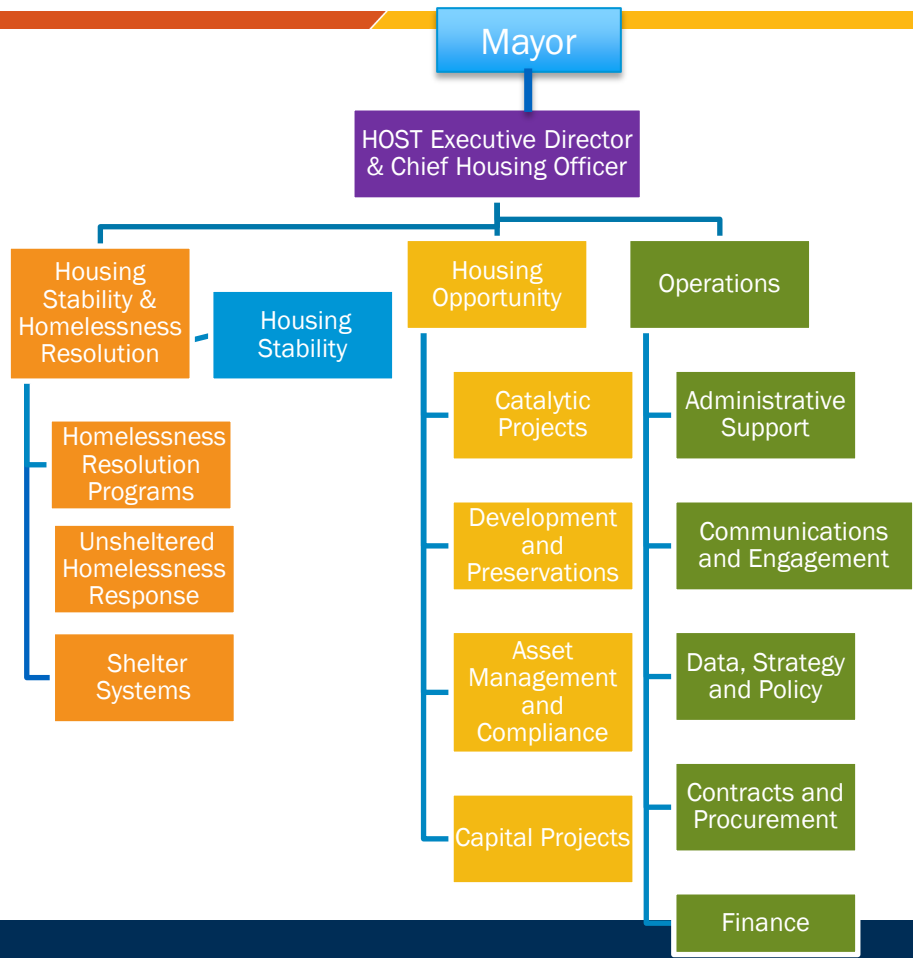 Mayor
HOST Executive Director
& Chief Housing Officer
Housing
Stability &
Homelessness
Resolution
Housing
Stability
Homelessness
Resolution
Programs
Unsheltered
Homelessness
Response
Shelter
Systems
Housing
Opportunity
Catalytic
Projects
Development
and
Preservations
Asset
Management
and
Compliance
Capital Projects
Operations
Administrative
Support
Communications
and Engagement
Data, Strategy
and Policy
Contracts and
Procurement
Finance